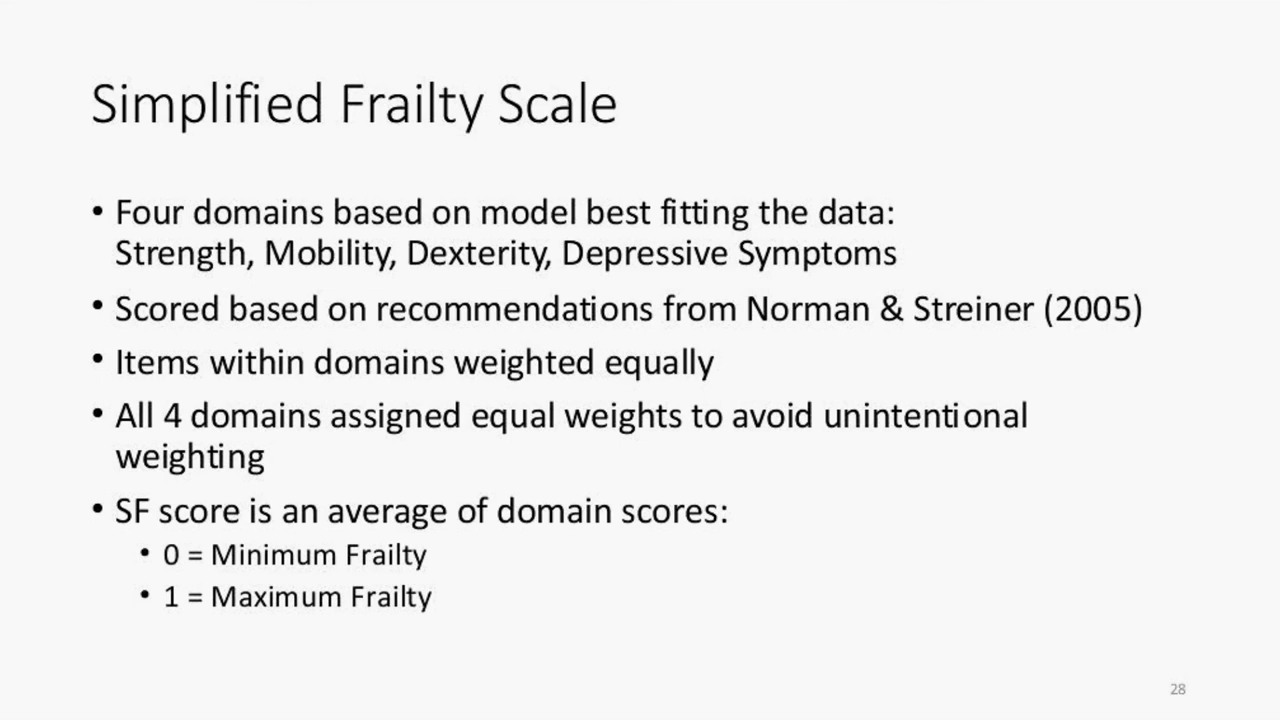 Simplified Frailty Scale
• Four domains based on model best fitting the data:
Strength, Mobility, Dexterity, Depressive Symptoms
• Scored based on recommendations from Norman & Streiner (2005)
• Items within domains weighted equally
• All 4 domains assigned equal weights to avoid unintentional
weighting
• SF score is an average of domain scores:
• 0 = Minimum Frailty
• 1 = Maximum Frailty
28